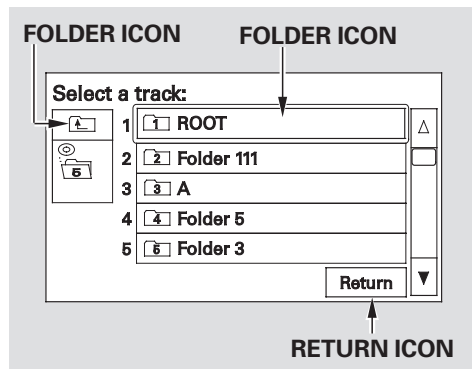 FOLDER ICON FOLDER ICON
Select a track:
1 1 ROOT
2 2 Folder 111
3 3 A
4 4 Folder 5
5 5 Folder 3
5
Return
RETURN ICON